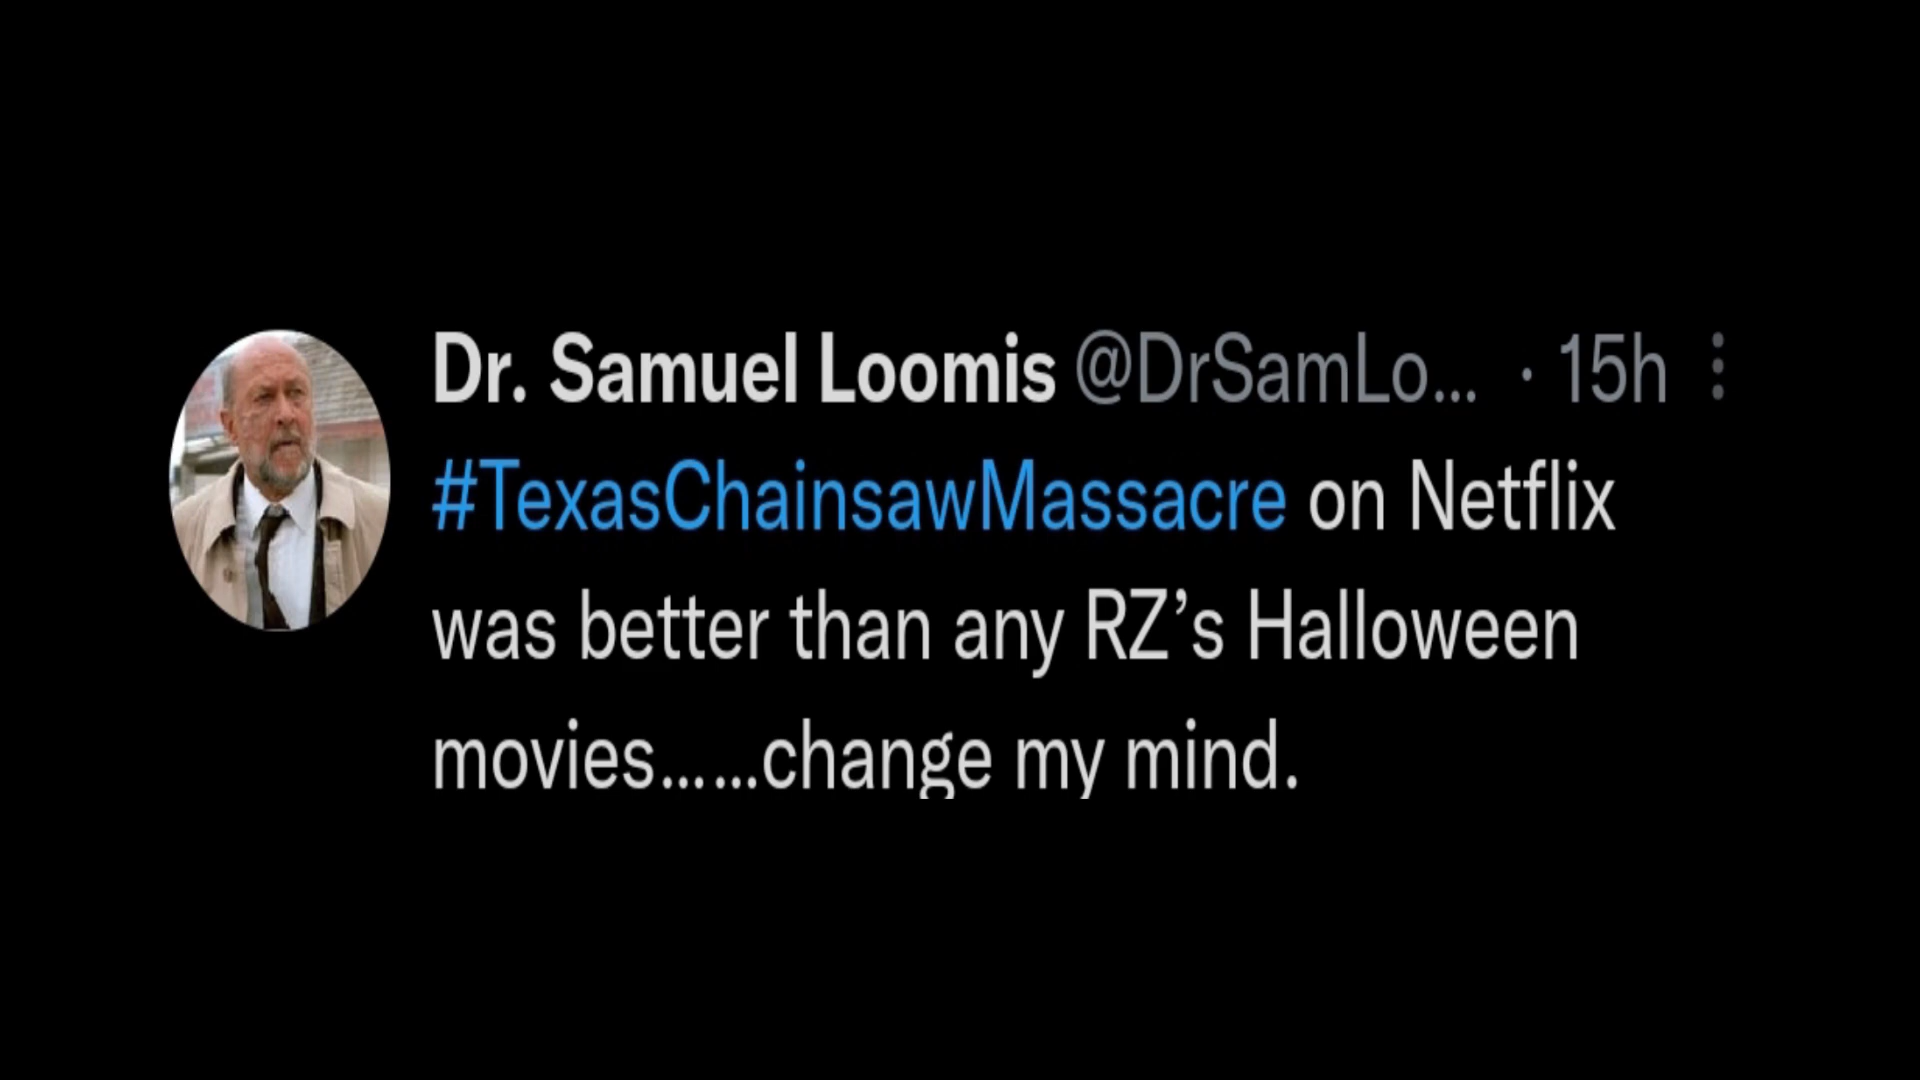 Dr. Samuel Loomis @DrSamLo... · 15h
#TexasChainsawMassacre on Netflix
was better than any RZ’s Halloween
movies......change my mind.